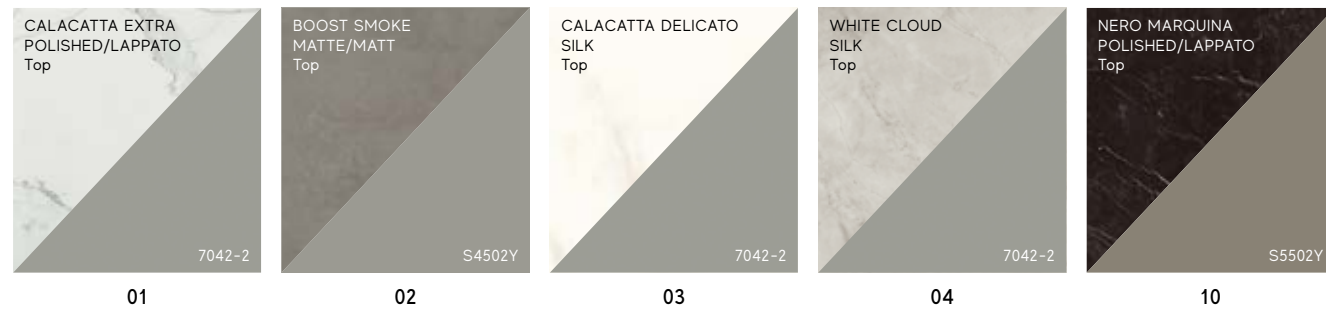 CALACATTA EXTRA
POLISHED/LAPPATO
Top
7042-2
01
BOOST SMOKE
MATTE/MATT
Top
S4502Y
02
CALACATTA DELICATO
SILK
Top
7042-2
03
WHITE CLOUD
SILK
Top
7042-2
04
NERO MARQUINA
POLISHED/LAPPATO
Top
S5502Y
10